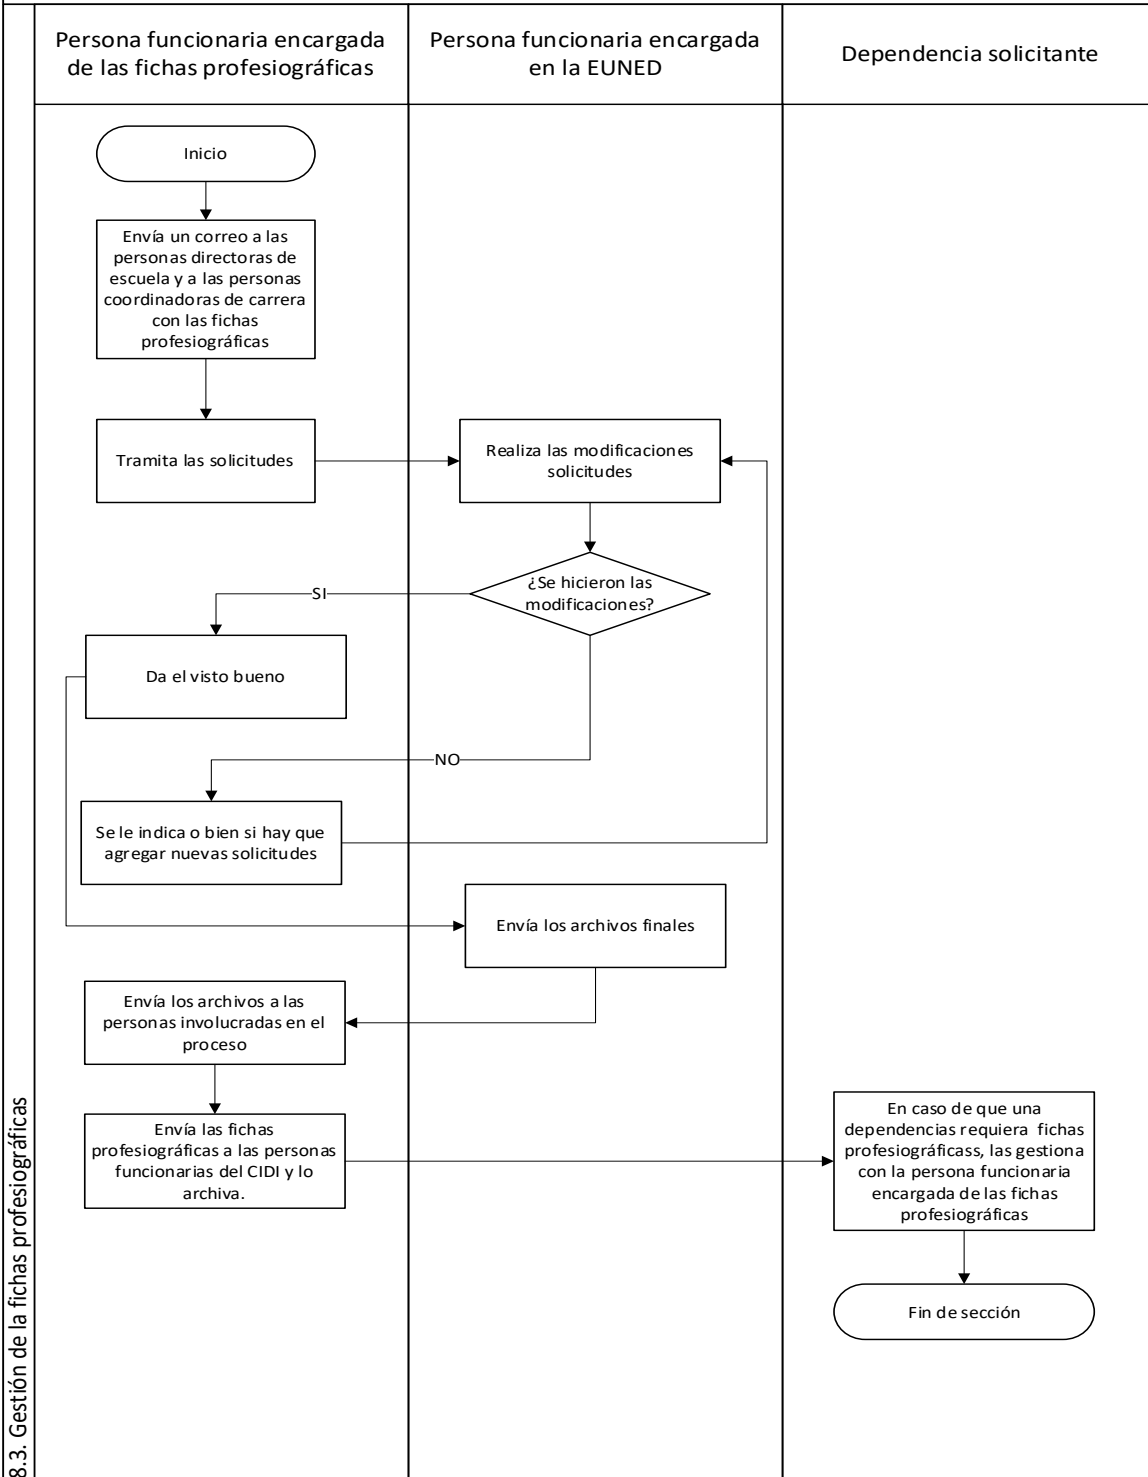 Persona funcionaria encargada
de las fichas profesiográficas
Persona funcionaria encargada
en la EUNED
Dependencia solicitante
Inicio
Envía un correo a las
personas directoras de
escuela y a las personas
coordinadoras de carrera
con las fichas
profesiográficas
Tramita las solicitudes
Realiza las modificaciones
solicitudes
¿Se hicieron las
modificaciones?
SI
Da el visto bueno
NO
Se le indica o bien si hay que
agregar nuevas solicitudes
Envía los archivos finales
Envía los archivos a las
personas involucradas en el
proceso
Envía las fichas
profesiográficas a las personas
funcionarias del CIDI y lo
archiva.
En caso de que una
dependencias requiera fichas
profesiográficass, las gestiona
con la persona funcionaria
encargada de las fichas
profesiográficas
Fin de sección
8.3. Gestión de la fichas profesiográficas